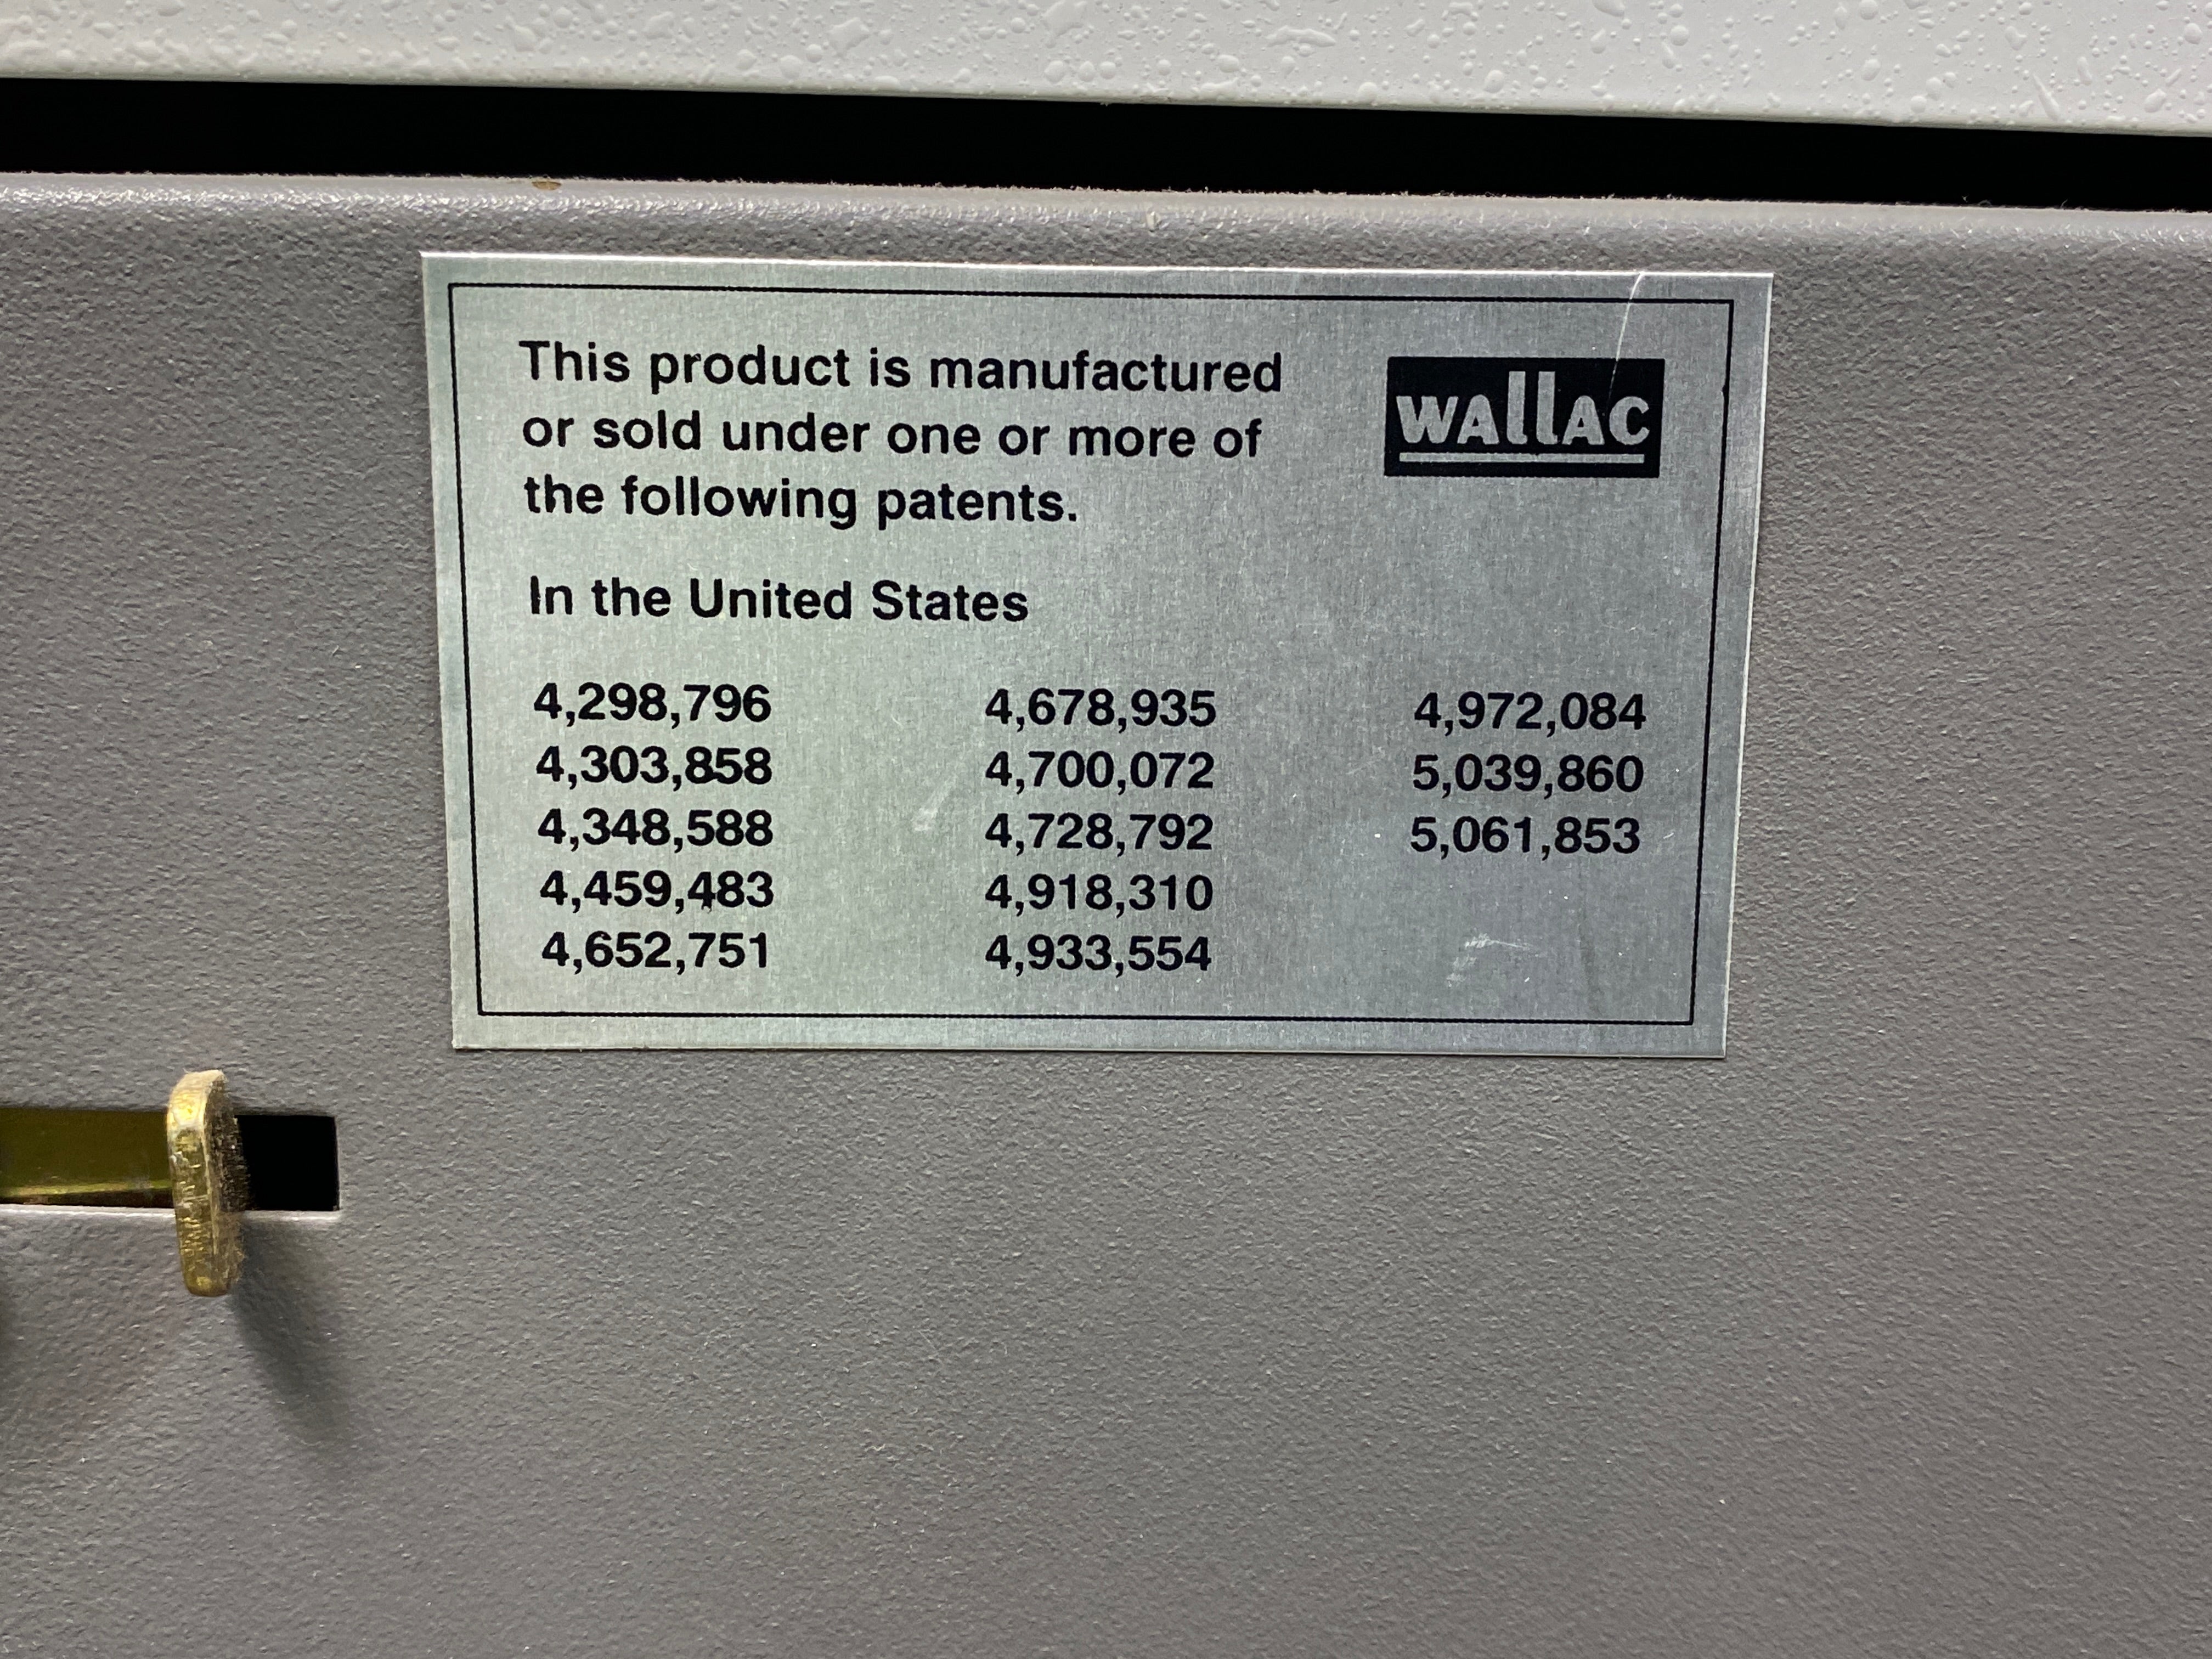 This product is manufactured
or sold under one or more of
the following patents.
wallac
In the United States
4,298,796 4,678,935 4,972,084
4,303,858 4,700,072 5,039,860
4,348,588 4,728,792 5,061,853
4,459,483 4,918,310
4,652,751 4,933,554